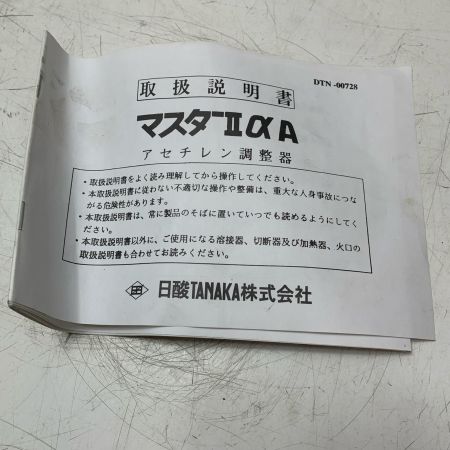 DTN-00728
取扱説明書
マスターⅡαA
アセチレン調整器
・取扱説明書をよく読み理解してから操作してください。
・本取扱説明書に従わない不適切な操作や整備は、重大な人身事故につな
がる危険性があります。
・本取扱説明書は、常に製品のそばに置いていつでも読めるようにしてく
ださい。
・本取扱説明書以外に、ご使用になる溶接器、切断器及び加熱器、火口の
取扱説明書も合わせてお読みください。
日酸TANAKA株式会社